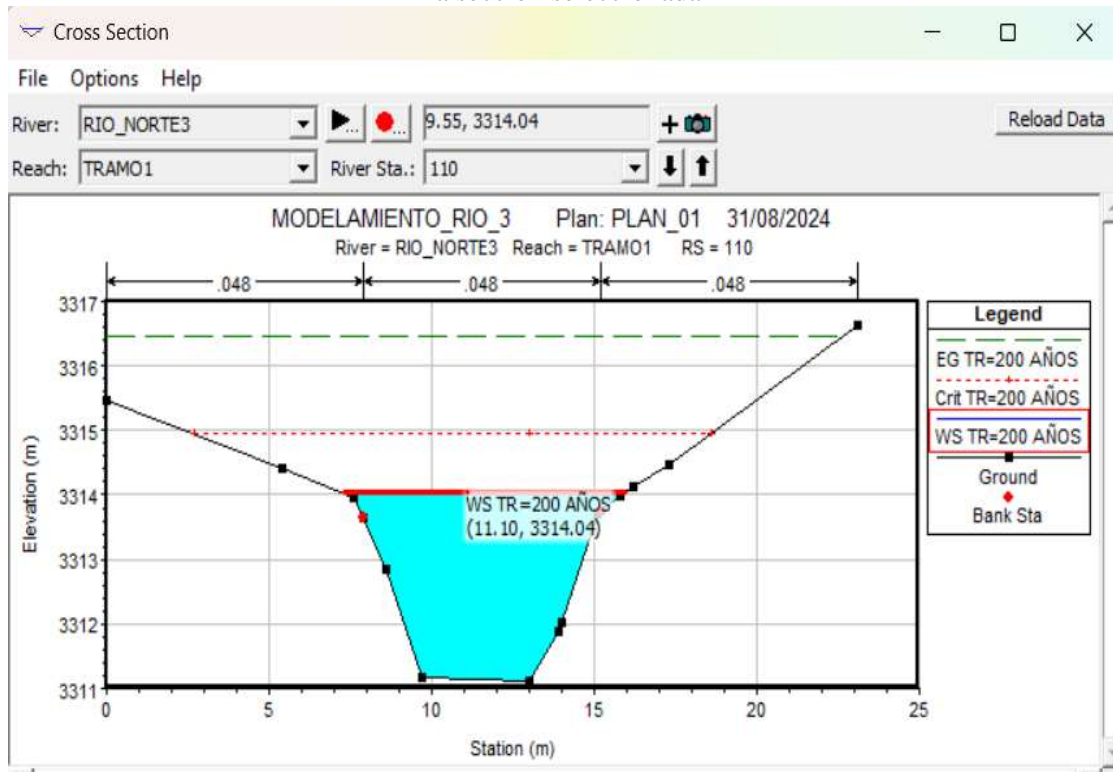 Cross Section
File Options Help
River: RIO_NORTE3 ... ... 9.55, 3314.04 + Reload Data
Reach: TRAMO1 River Sta.: 110
MODELAMIENTO_RIO_3 Plan: PLAN_01 31/08/2024
River = RIO_NORTE3 Reach = TRAMO1 RS = 110
.048 .048 .048
3317
3316
3315
3314
3313
3312
3311
Elevation (m)
0 5 10 15 20 25
Station (m)
WS TR=200 AÑOS
(11.10, 3314.04)
Legend
EG TR=200 AÑOS
Crit TR=200 AÑOS
WS TR=200 AÑOS
Ground
Bank Sta